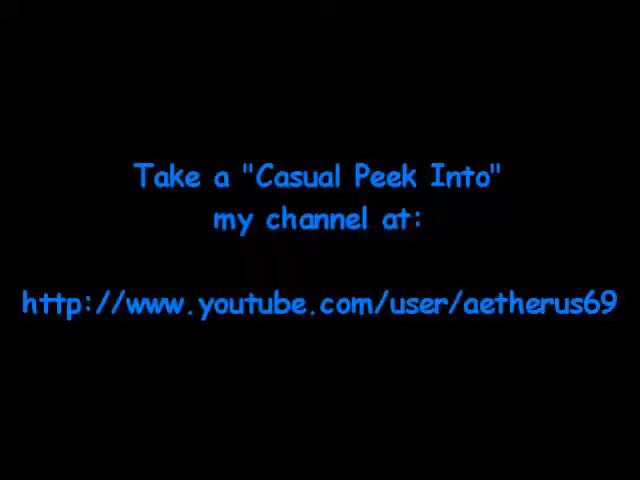 Take a "Casual Peek Into"
my channel at:
http://www.youtube.com/user/aetherus69